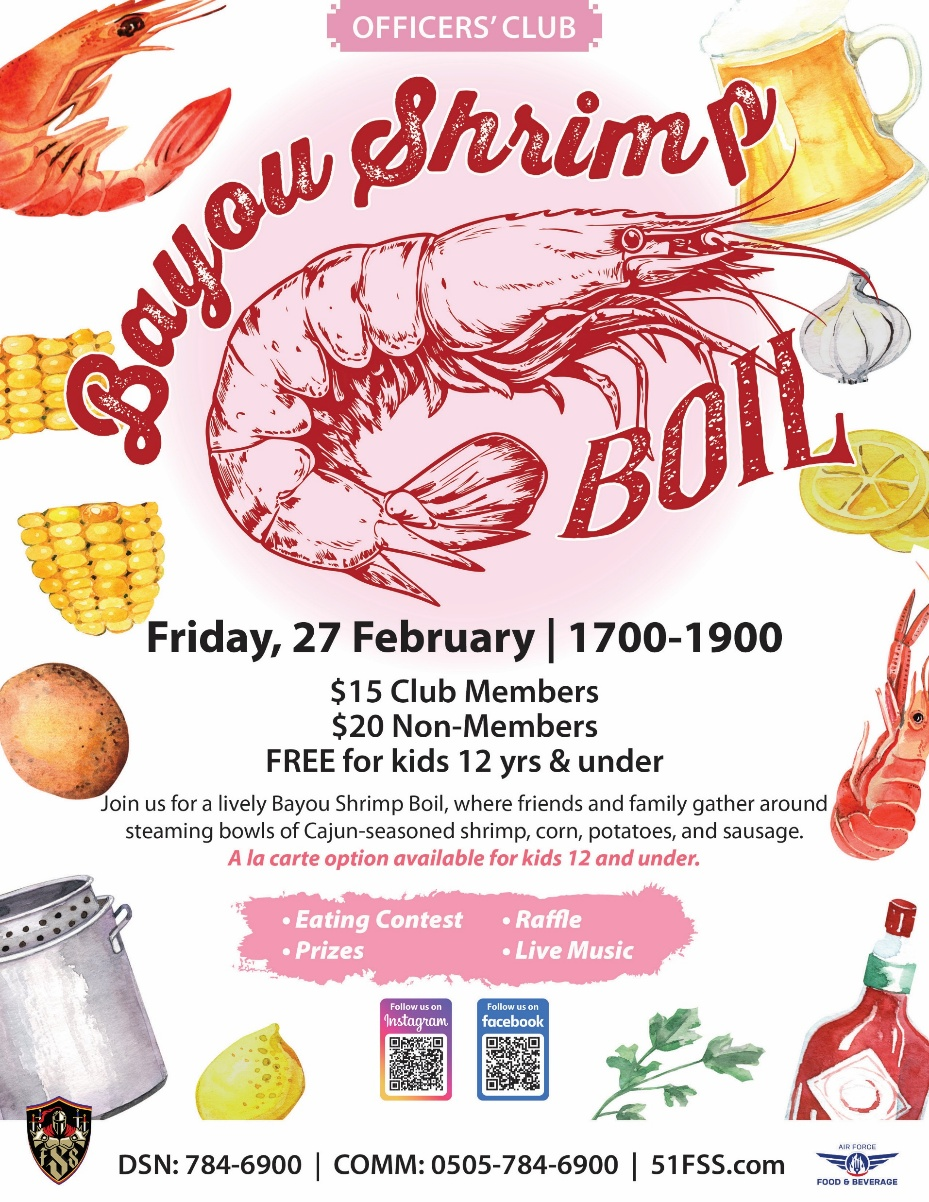 OFFICERS’ CLUB
Bayou Shrimp
BOIL
Friday, 27 February | 1700-1900
$15 Club Members
$20 Non-Members
FREE for kids 12 yrs & under
Join us for a lively Bayou Shrimp Boil, where friends and family gather around
steaming bowls of Cajun-seasoned shrimp, corn, potatoes, and sausage.
A la carte option available for kids 12 and under.
• Eating Contest • Raffle
• Prizes • Live Music
Follow us on
Instagram
Follow us on
facebook
FSS
DSN: 784-6900 | COMM: 0505-784-6900 | 51FSS.com
AIR FORCE
FOOD & BEVERAGE